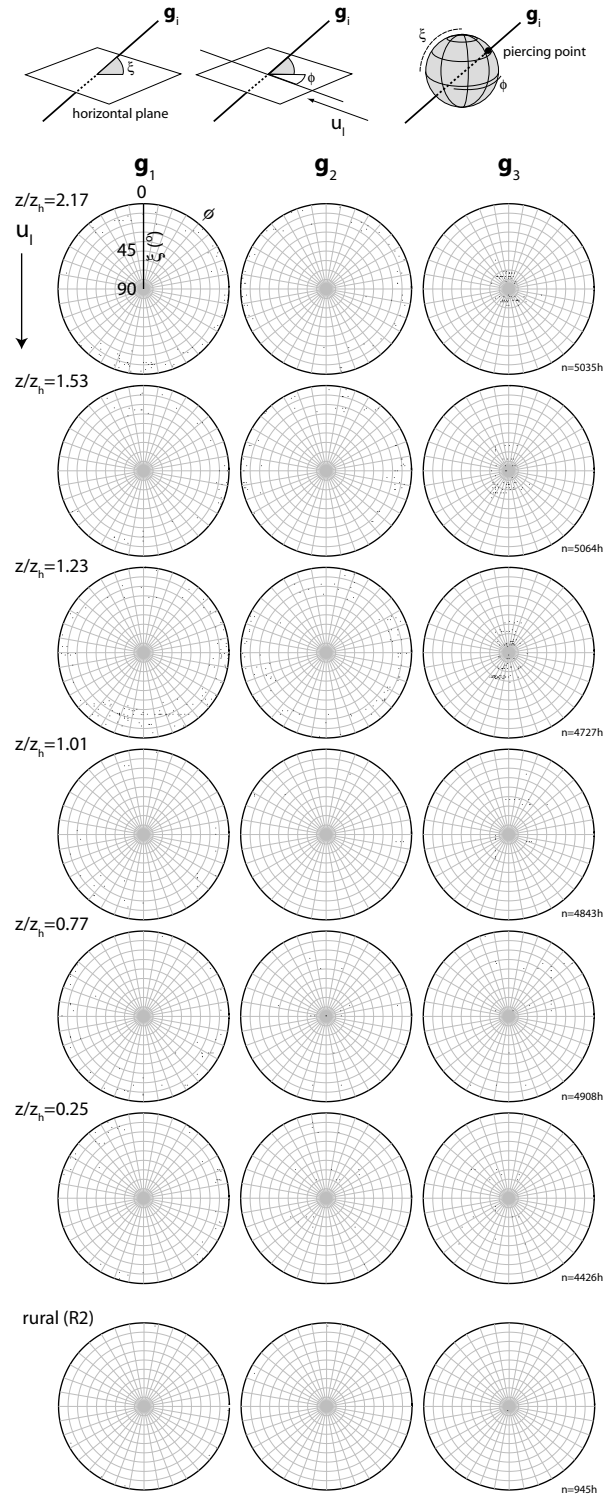 g_i g_i g_i
ξ ϕ ξ piercing point
horizontal plane u_l ϕ
g_1 g_2 g_3
z/z_h=2.17 0 ϕ
u_l 45 ξ (°)
90
n=5035h
z/z_h=1.53
n=5064h
z/z_h=1.23
n=4727h
z/z_h=1.01
n=4843h
z/z_h=0.77
n=4908h
z/z_h=0.25
n=4426h
rural (R2)
n=945h